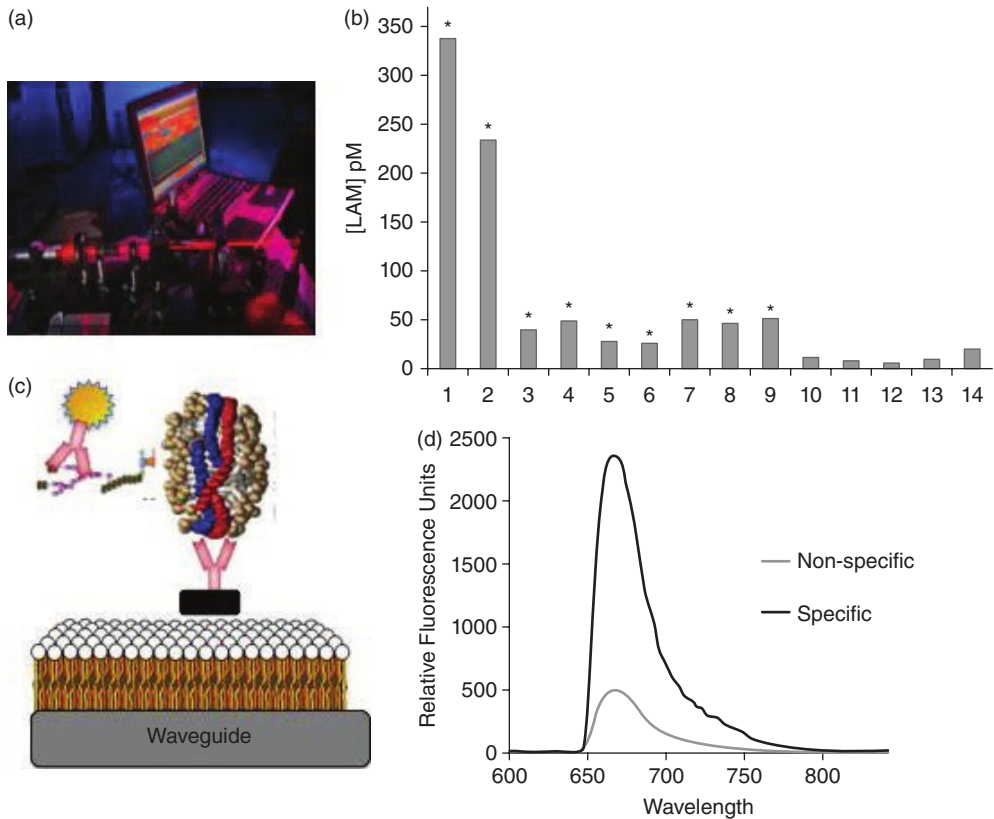 (a)
(b)
350
300
250
200
150
100
50
0
[LAM] pM
*
*
*
*
*
*
*
*
*
1 2 3 4 5 6 7 8 9 10 11 12 13 14
(c)
Waveguide
(d)
2500
2000
1500
1000
500
0
Relative Fluorescence Units
Non-specific
Specific
600 650 700 750 800
Wavelength